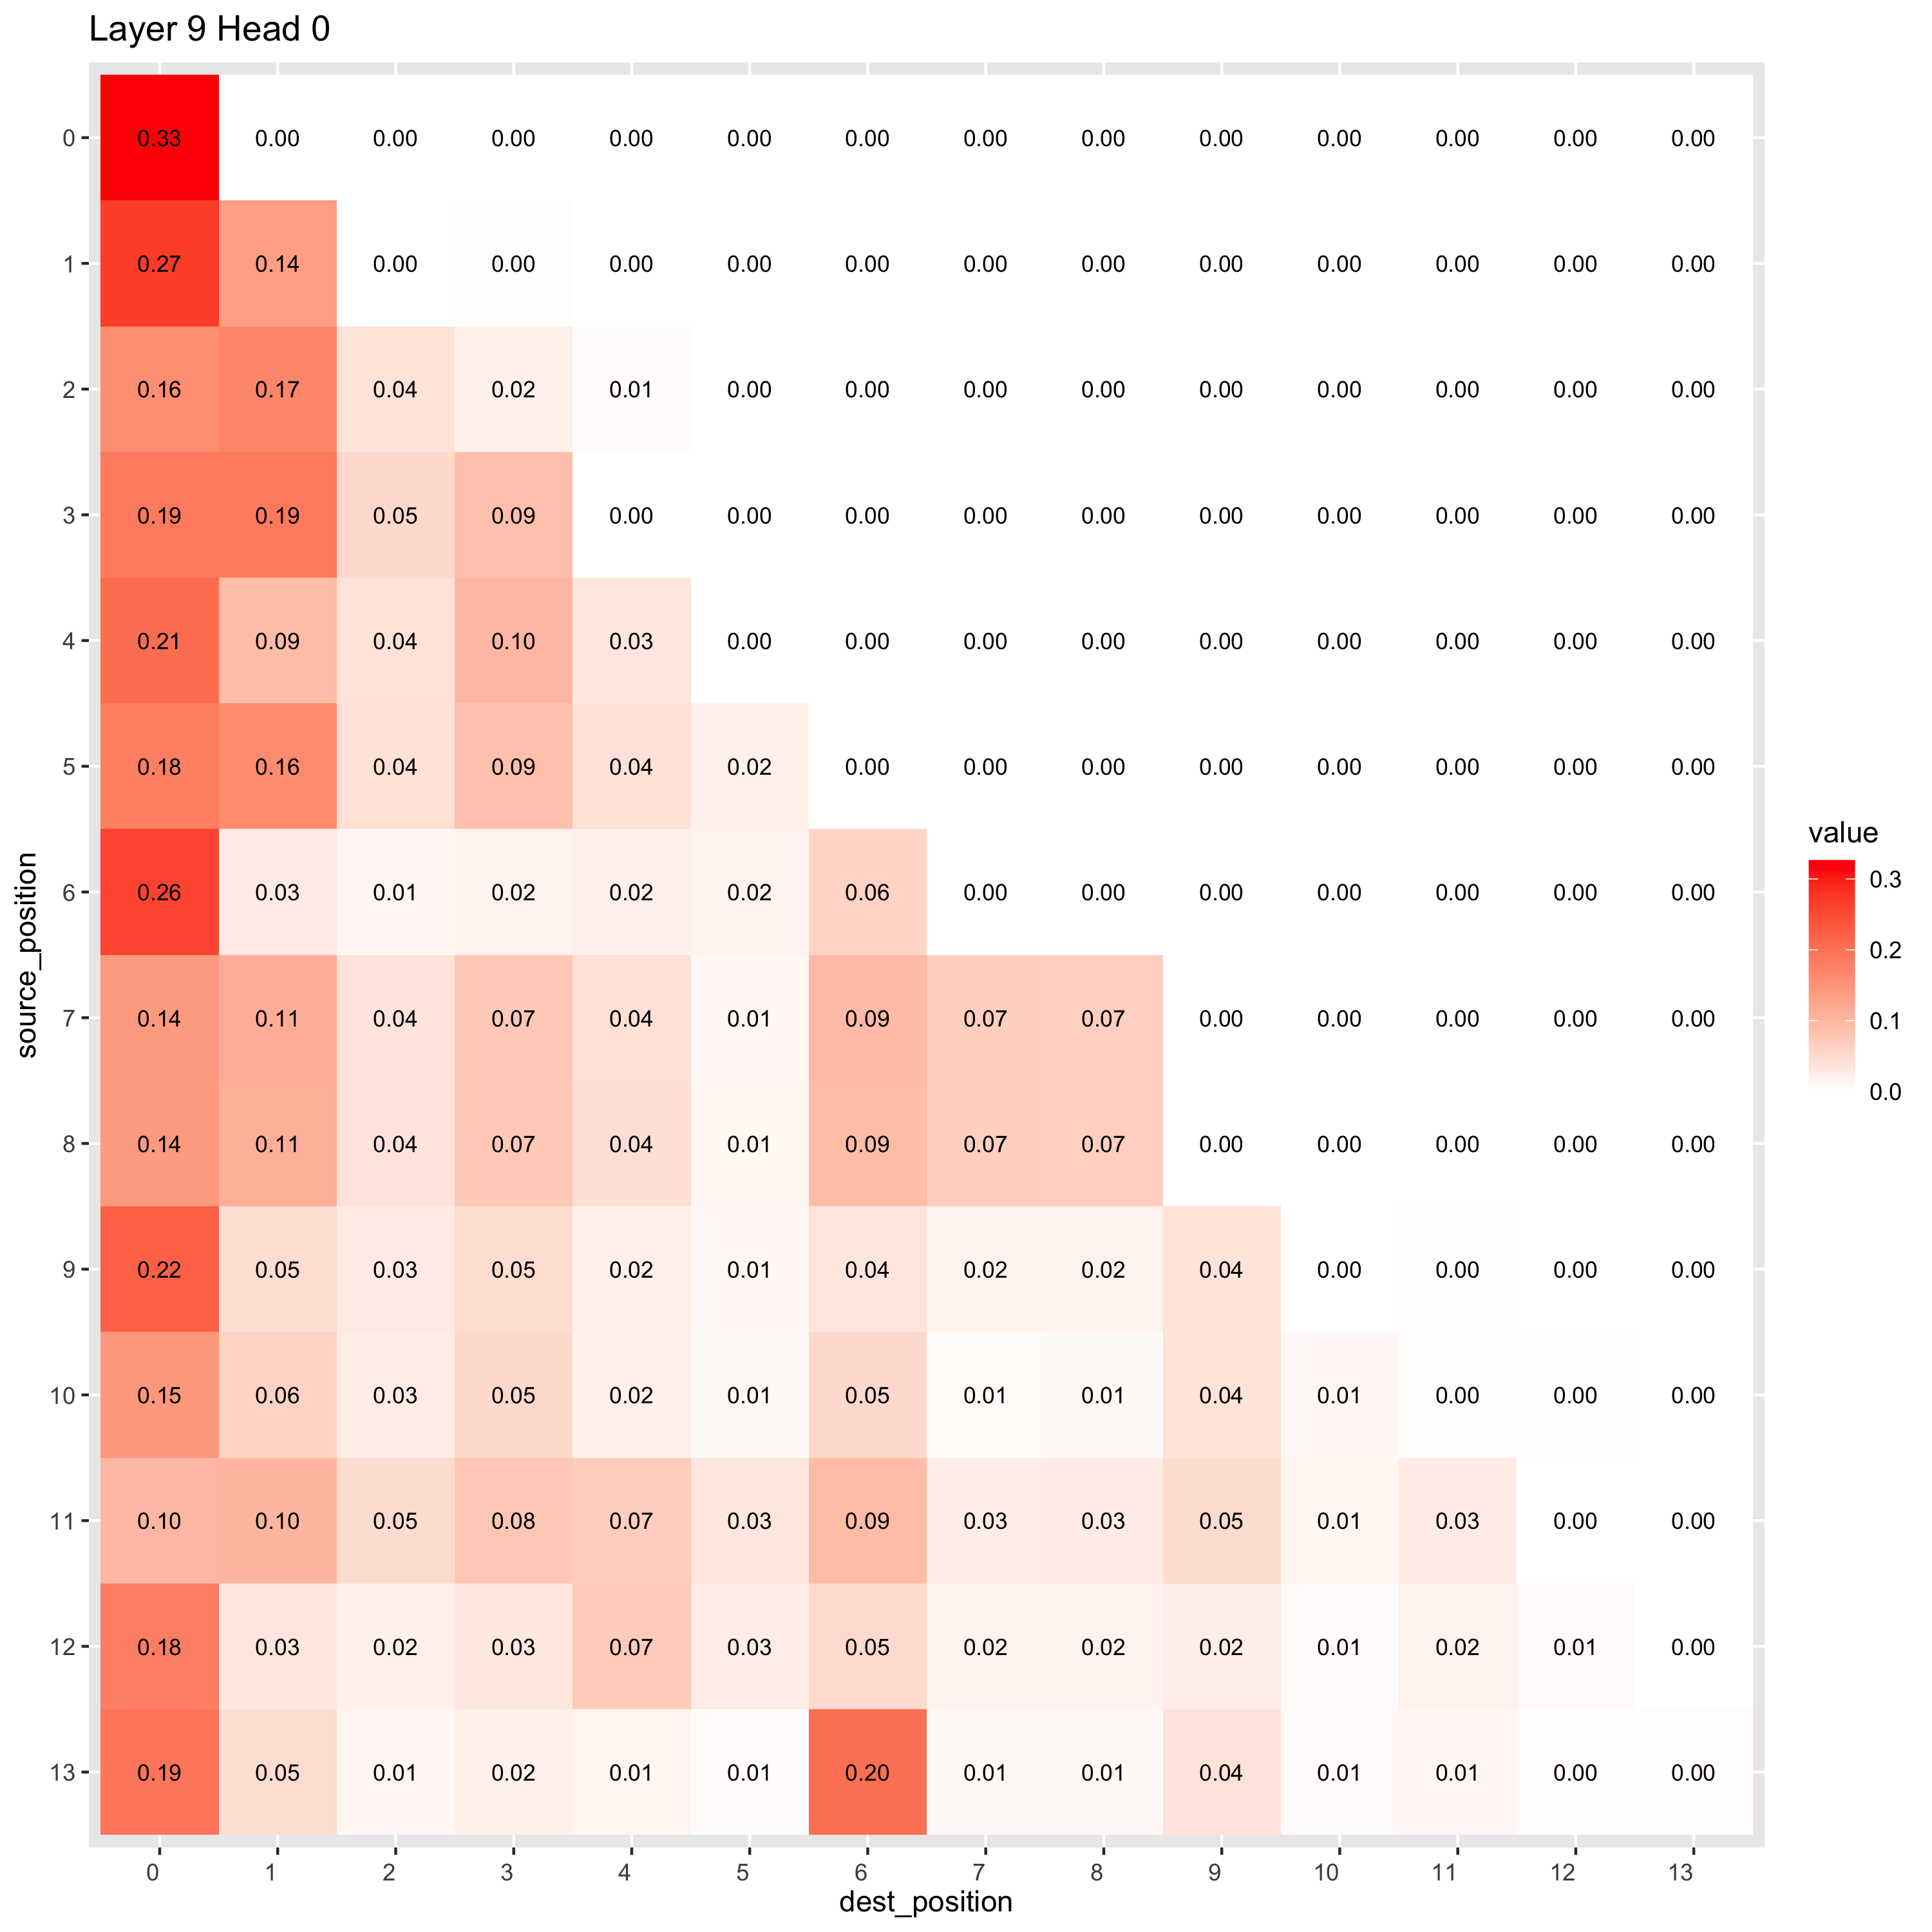 Layer 9 Head 0
0 0.33 0.00 0.00 0.00 0.00 0.00 0.00 0.00 0.00 0.00 0.00 0.00 0.00 0.00
1 0.27 0.14 0.00 0.00 0.00 0.00 0.00 0.00 0.00 0.00 0.00 0.00 0.00 0.00
2 0.16 0.17 0.04 0.02 0.01 0.00 0.00 0.00 0.00 0.00 0.00 0.00 0.00 0.00
3 0.19 0.19 0.05 0.09 0.00 0.00 0.00 0.00 0.00 0.00 0.00 0.00 0.00 0.00
4 0.21 0.09 0.04 0.10 0.03 0.00 0.00 0.00 0.00 0.00 0.00 0.00 0.00 0.00
5 0.18 0.16 0.04 0.09 0.04 0.02 0.00 0.00 0.00 0.00 0.00 0.00 0.00 0.00
6 0.26 0.03 0.01 0.02 0.02 0.02 0.06 0.00 0.00 0.00 0.00 0.00 0.00 0.00
7 0.14 0.11 0.04 0.07 0.04 0.01 0.09 0.07 0.07 0.00 0.00 0.00 0.00 0.00
8 0.14 0.11 0.04 0.07 0.04 0.01 0.09 0.07 0.07 0.00 0.00 0.00 0.00 0.00
9 0.22 0.05 0.03 0.05 0.02 0.01 0.04 0.02 0.02 0.04 0.00 0.00 0.00 0.00
10 0.15 0.06 0.03 0.05 0.02 0.01 0.05 0.01 0.01 0.04 0.01 0.00 0.00 0.00
11 0.10 0.10 0.05 0.08 0.07 0.03 0.09 0.03 0.03 0.05 0.01 0.03 0.00 0.00
12 0.18 0.03 0.02 0.03 0.07 0.03 0.05 0.02 0.02 0.02 0.01 0.02 0.01 0.00
13 0.19 0.05 0.01 0.02 0.01 0.01 0.20 0.01 0.01 0.04 0.01 0.01 0.00 0.00
0 1 2 3 4 5 6 7 8 9 10 11 12 13
dest_position
source_position
value
0.3
0.2
0.1
0.0